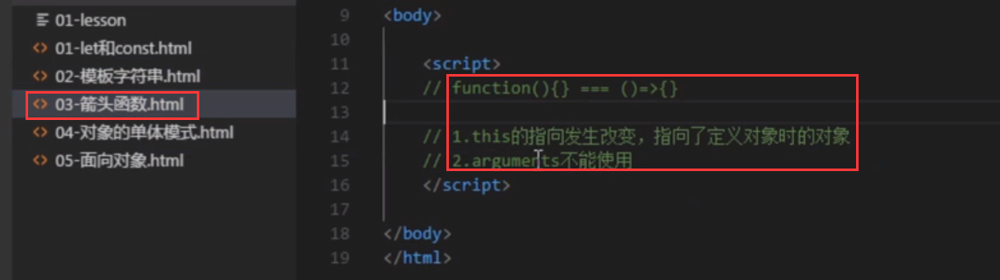 01-lesson
01-let和const.html
02-模板字符串.html
03-箭头函数.html
04-对象的单体模式.html
05-面向对象.html
9 <body>
10
11 <script>
12 // function(){} === ()=>{}
13
14 // 1.this的指向发生改变，指向了定义对象时的对象
15 // 2.arguments不能使用
16 </script>
17
18 </body>
19 </html>